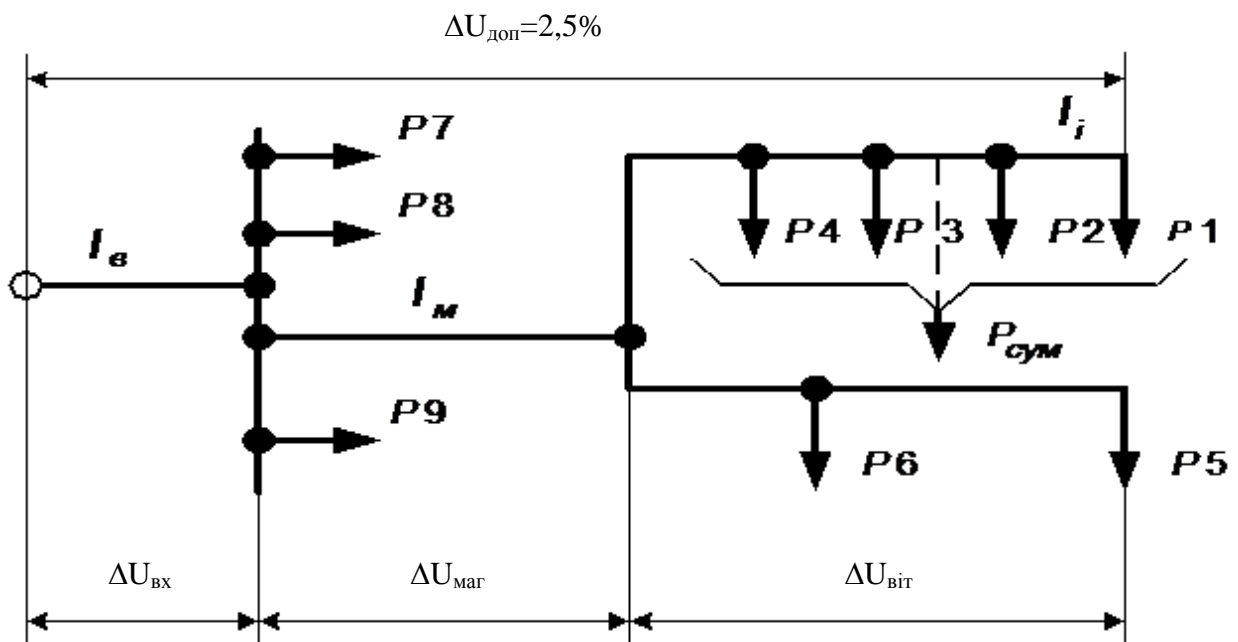 ΔUдоп=2,5%
Ii
P7
P8
P4 P 3 P2 P1
Iв
Iм
Pсум
P9
P6 P5
ΔUвх ΔUмаг ΔUвіт